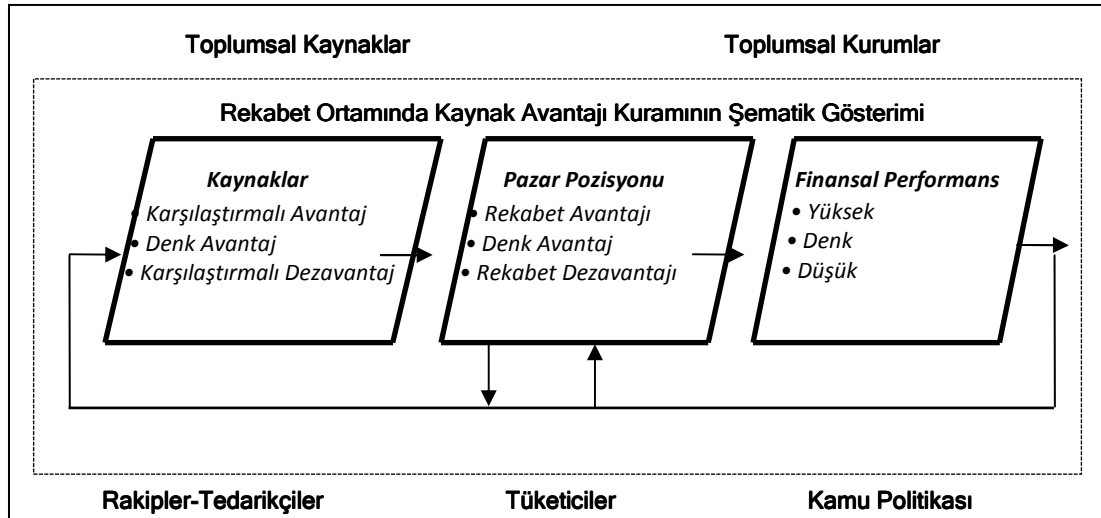 Toplumsal Kaynaklar
Toplumsal Kurumlar
Rekabet Ortamında Kaynak Avantajı Kuramının Şematik Gösterimi
Kaynaklar
• Karşılaştırmalı Avantaj
• Denk Avantaj
• Karşılaştırmalı Dezavantaj
Pazar Pozisyonu
• Rekabet Avantajı
• Denk Avantaj
• Rekabet Dezavantajı
Finansal Performans
• Yüksek
• Denk
• Düşük
Rakipler-Tedarikçiler
Tüketiciler
Kamu Politikası